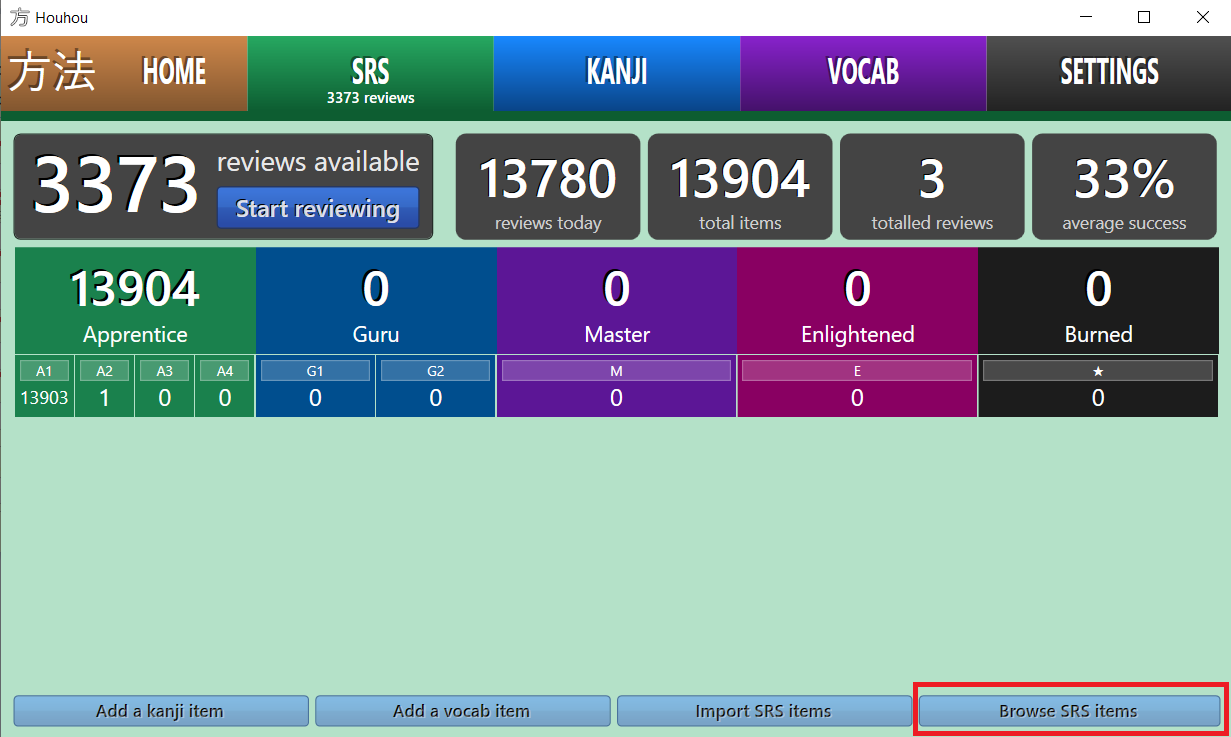 方 Houhou
方法 HOME SRS KANJI VOCAB SETTINGS
3373 reviews
3373 reviews available
Start reviewing
13780 13904 3 33%
reviews today total items totalled reviews average success
13904 0 0 0 0
Apprentice Guru Master Enlightened Burned
A1 A2 A3 A4 G1 G2 M E ★
13903 1 0 0 0 0 0 0 0
Add a kanji item Add a vocab item Import SRS items Browse SRS items